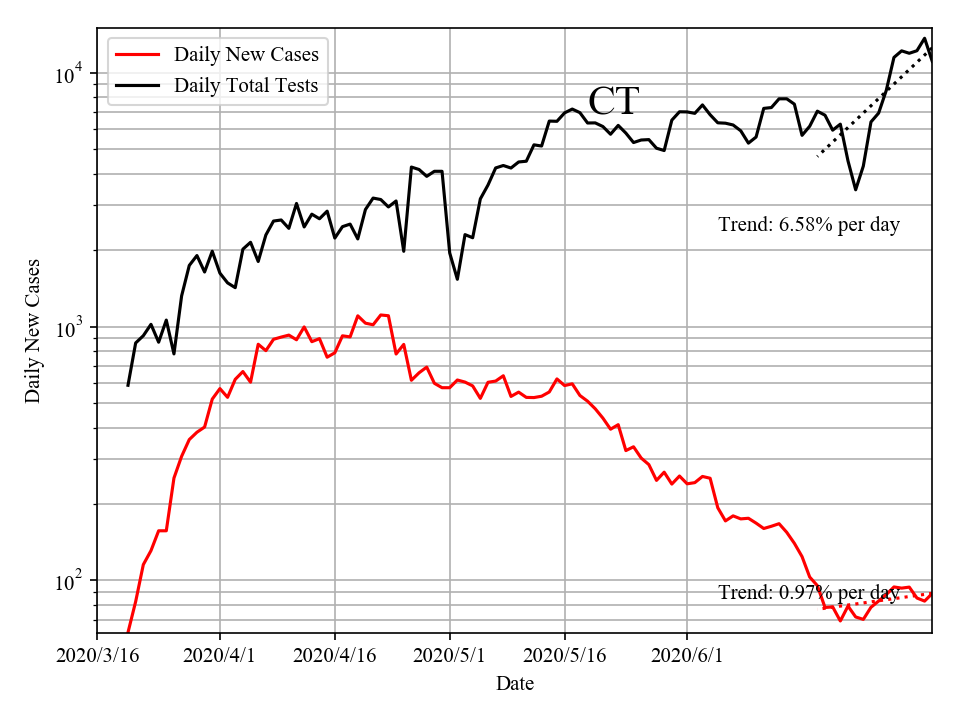 Daily New Cases
Daily Total Tests
CT
10^4
10^3
10^2
Daily New Cases
Trend: 6.58% per day
Trend: 0.97% per day
2020/3/16 2020/4/1 2020/4/16 2020/5/1 2020/5/16 2020/6/1
Date